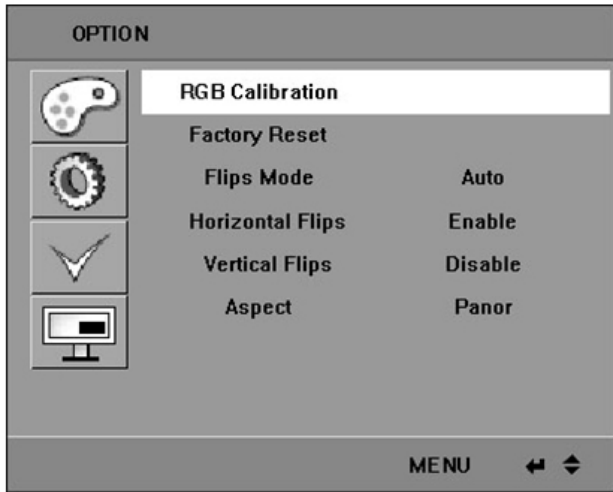 OPTION
RGB Calibration
Factory Reset
Flips Mode Auto
Horizontal Flips Enable
Vertical Flips Disable
Aspect Panor
MENU